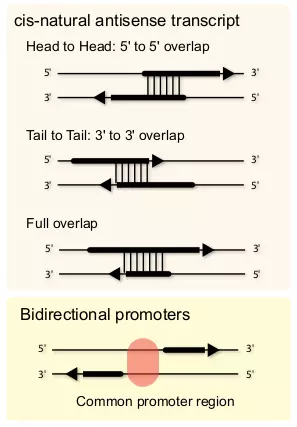 cis-natural antisense transcript
Head to Head: 5' to 5' overlap
5' 3'
3' 5'
Tail to Tail: 3' to 3' overlap
5' 3'
3' 5'
Full overlap
5' 3'
3' 5'
Bidirectional promoters
5' 3'
3' 5'
Common promoter region